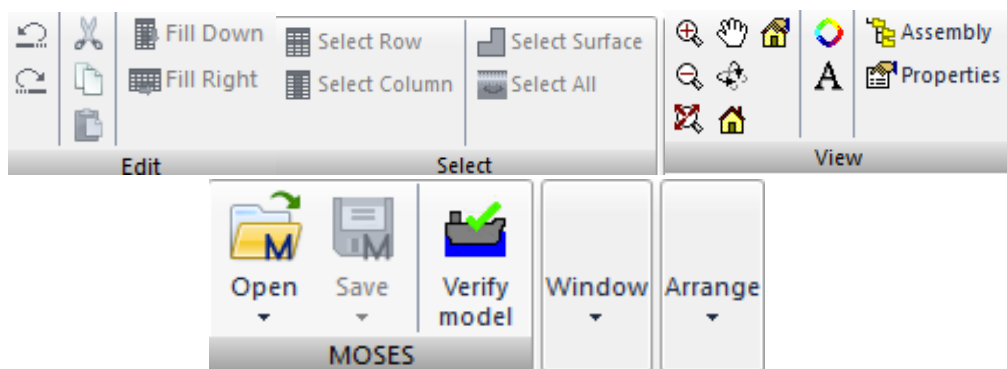 Fill Down
Fill Right
Edit
Select Row
Select Column
Select Surface
Select All
Select
A
Assembly
Properties
View
M
Open
M
Save
Verify
model
MOSES
Window
Arrange